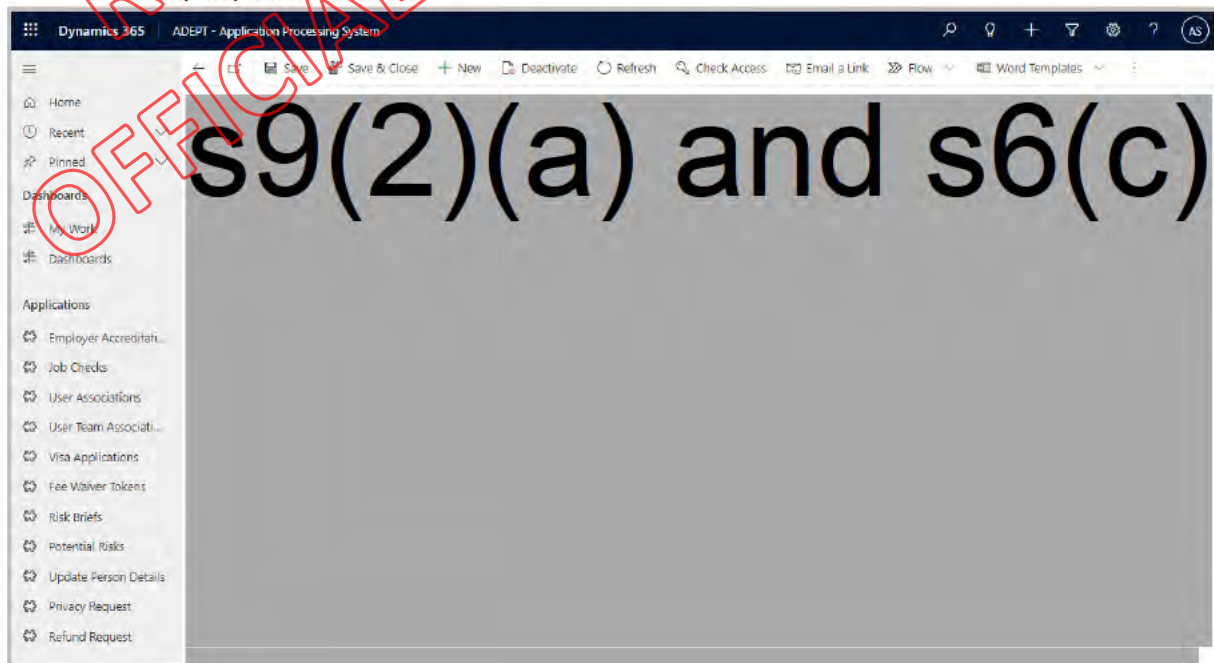 Dynamics 365 ADEPT - Application Processing System ? AS
Save Save & Close + New Deactivate Refresh Check Access Email a Link Flow Word Templates
Home
Recent
Pinned
Dashboards
My Work
Dashboards
Applications
Employer Accreditati...
Job Checks
User Associations
User Team Associati...
Visa Applications
Fee Waiver Tokens
Risk Briefs
Potential Risks
Update Person Details
Privacy Request
Refund Request
s9(2)(a) and s6(c)
OFFICIAL